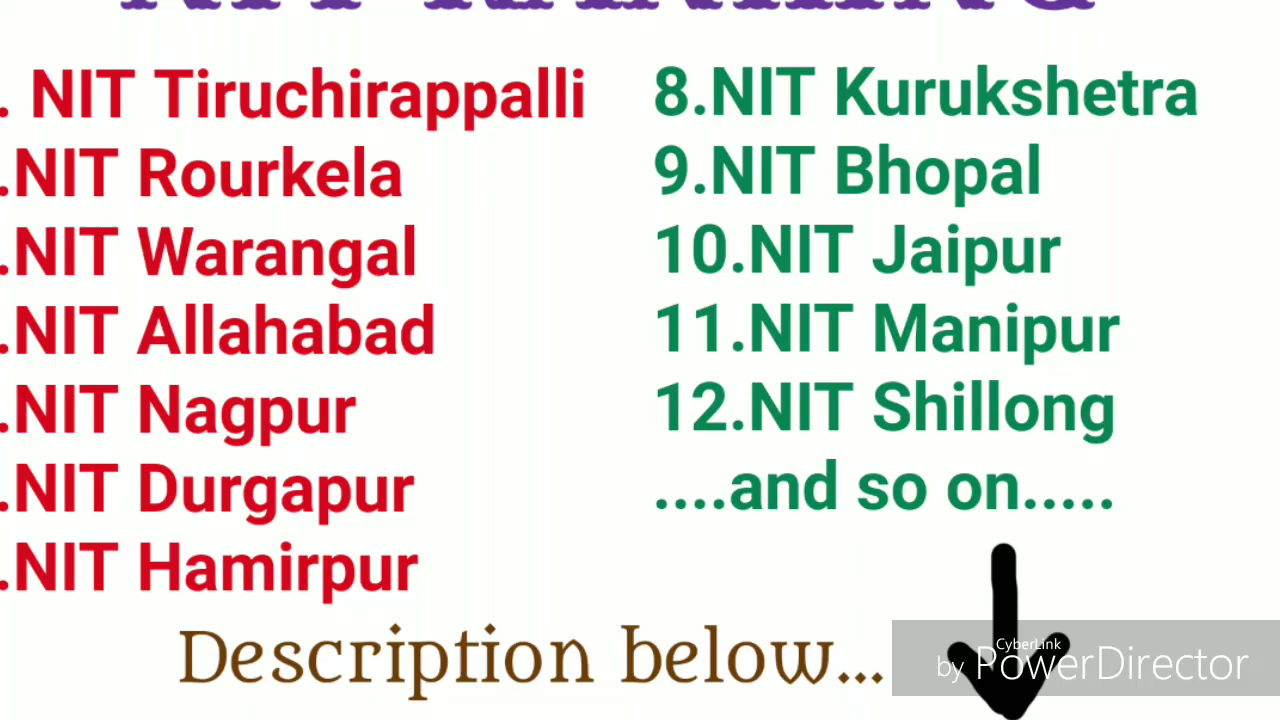 . NIT Tiruchirappalli
.NIT Rourkela
.NIT Warangal
.NIT Allahabad
.NIT Nagpur
.NIT Durgapur
.NIT Hamirpur
8.NIT Kurukshetra
9.NIT Bhopal
10.NIT Jaipur
11.NIT Manipur
12.NIT Shillong
....and so on.....
Description below...
CyberLink
by PowerDirector